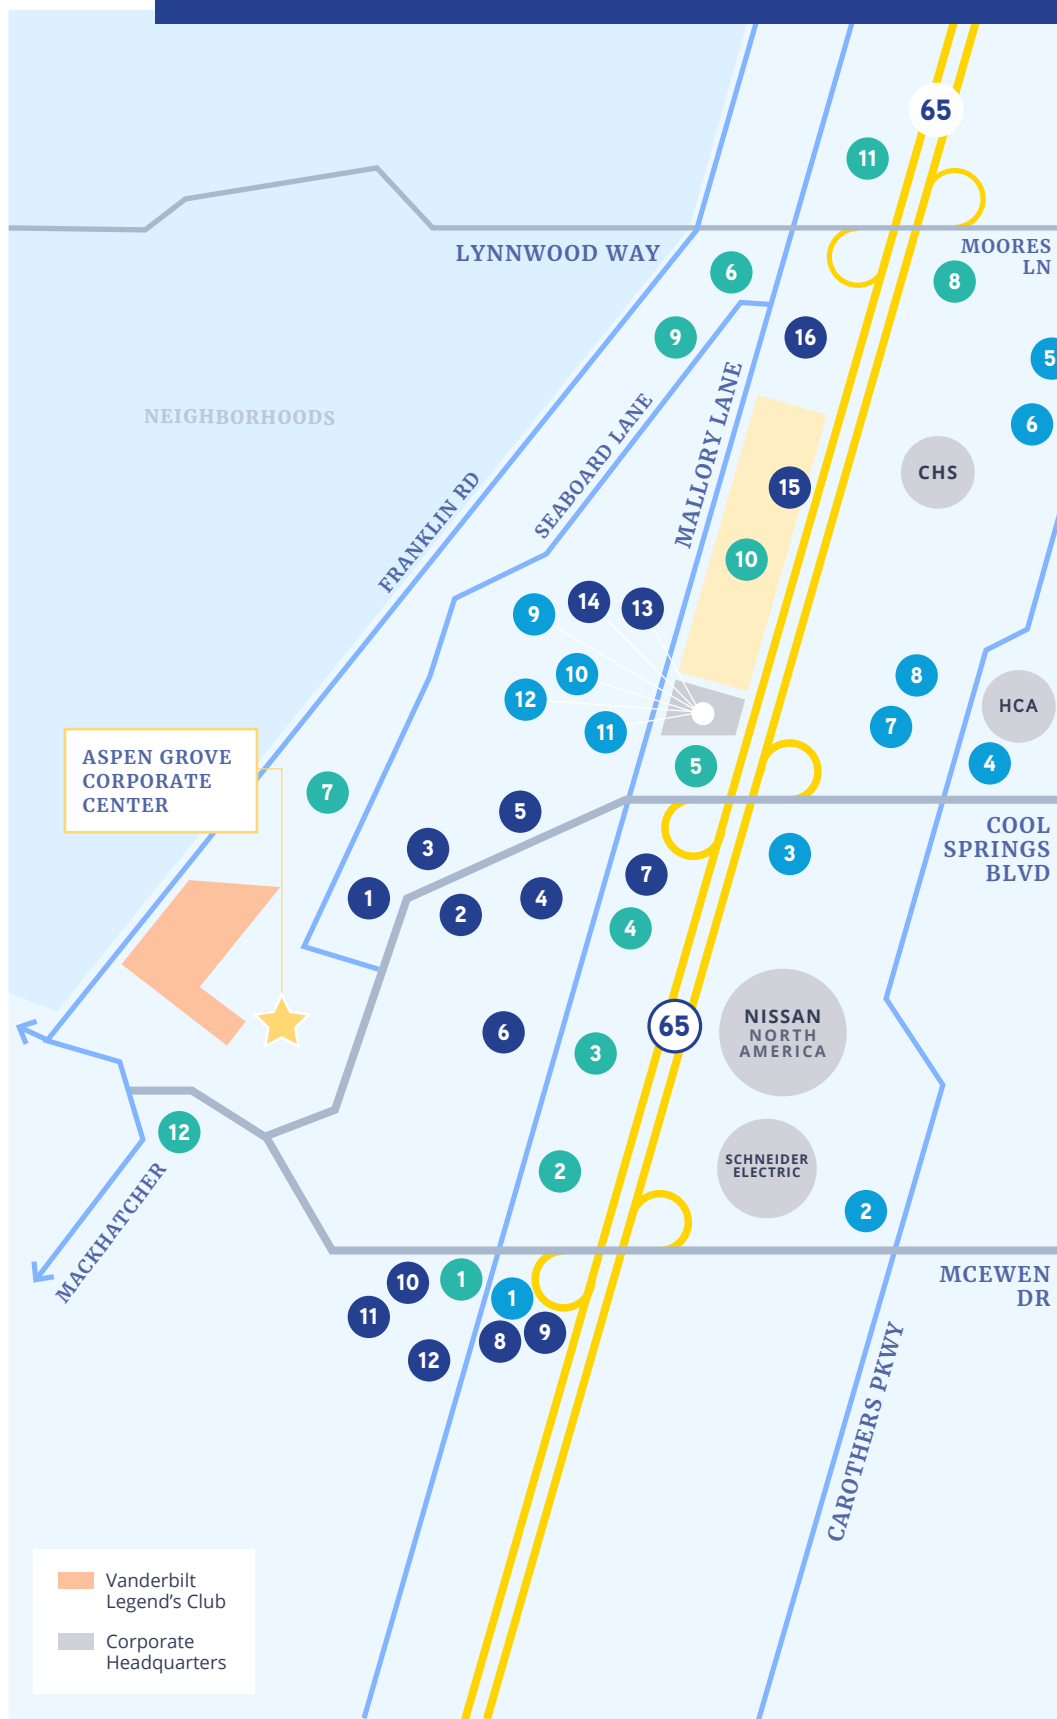 65
11
LYNNWOOD WAY
MOORES
LN
6
8
9
16
5
MALLORY LANE
SEABOARD LANE
NEIGHBORHOODS
6
CHS
FRANKLIN RD
15
10
9
14
13
10
8
12
HCA
11
7
ASPEN GROVE
CORPORATE
CENTER
5
4
7
5
COOL
SPRINGS
BLVD
3
3
7
1
2
4
4
65
NISSAN
NORTH
AMERICA
6
3
12
SCHNEIDER
ELECTRIC
2
2
MACKHATCHER
MCEWEN
DR
10
1
1
11
8
9
12
CAROTHERS PKWY
Vanderbilt
Legend's Club
Corporate
Headquarters